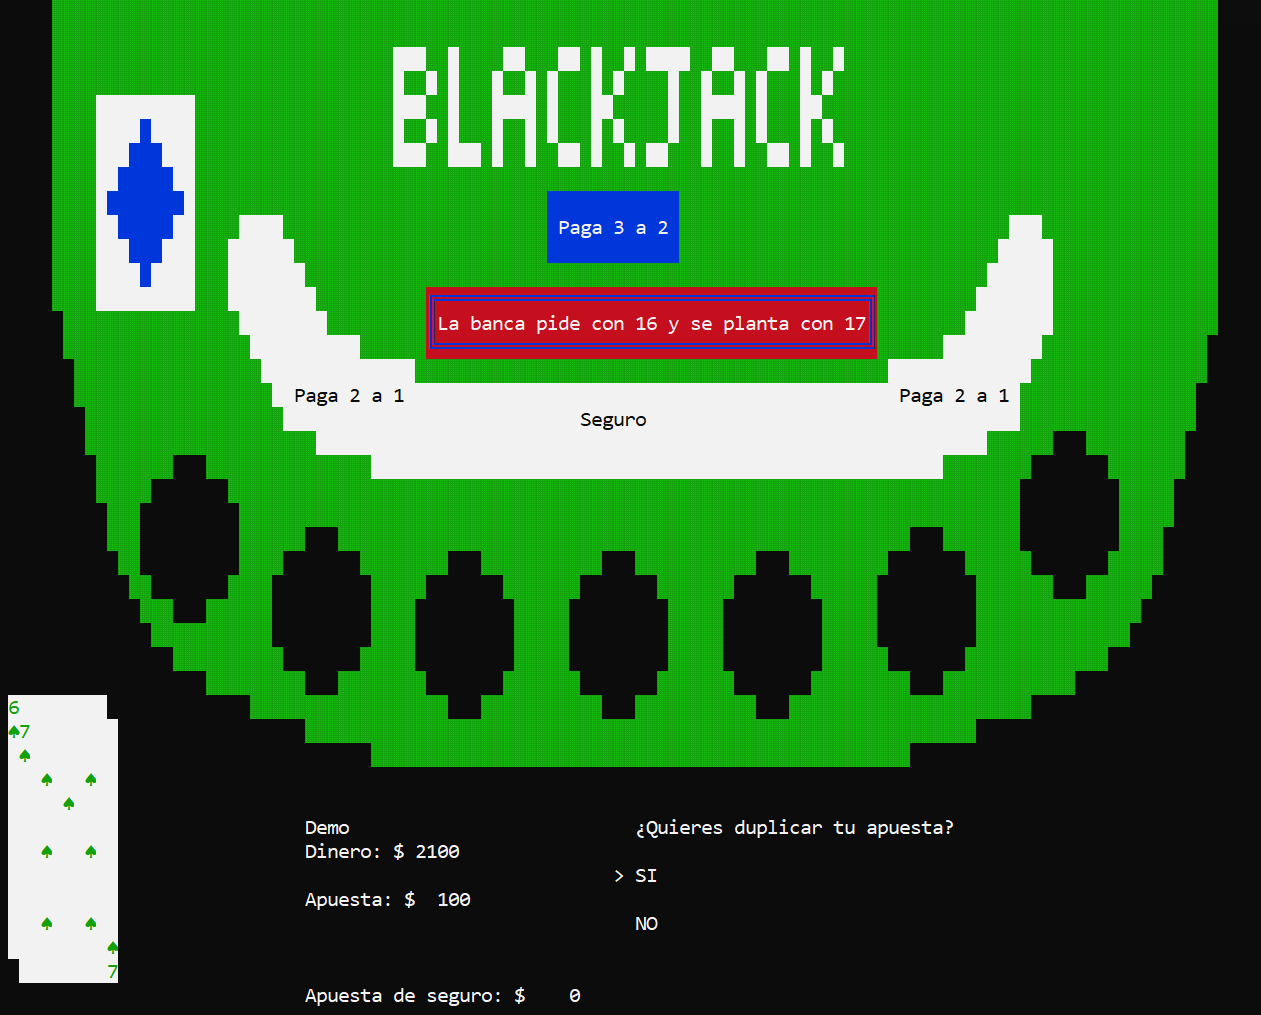 BLACKJACK
Paga 3 a 2
La banca pide con 16 y se planta con 17
Paga 2 a 1
Paga 2 a 1
Seguro
6
♠7
♠
♠ ♠
♠
♠ ♠
♠ ♠
♠
7
Demo
Dinero: $ 2100
Apuesta: $ 100
Apuesta de seguro: $ 0
¿Quieres duplicar tu apuesta?
> SI
NO